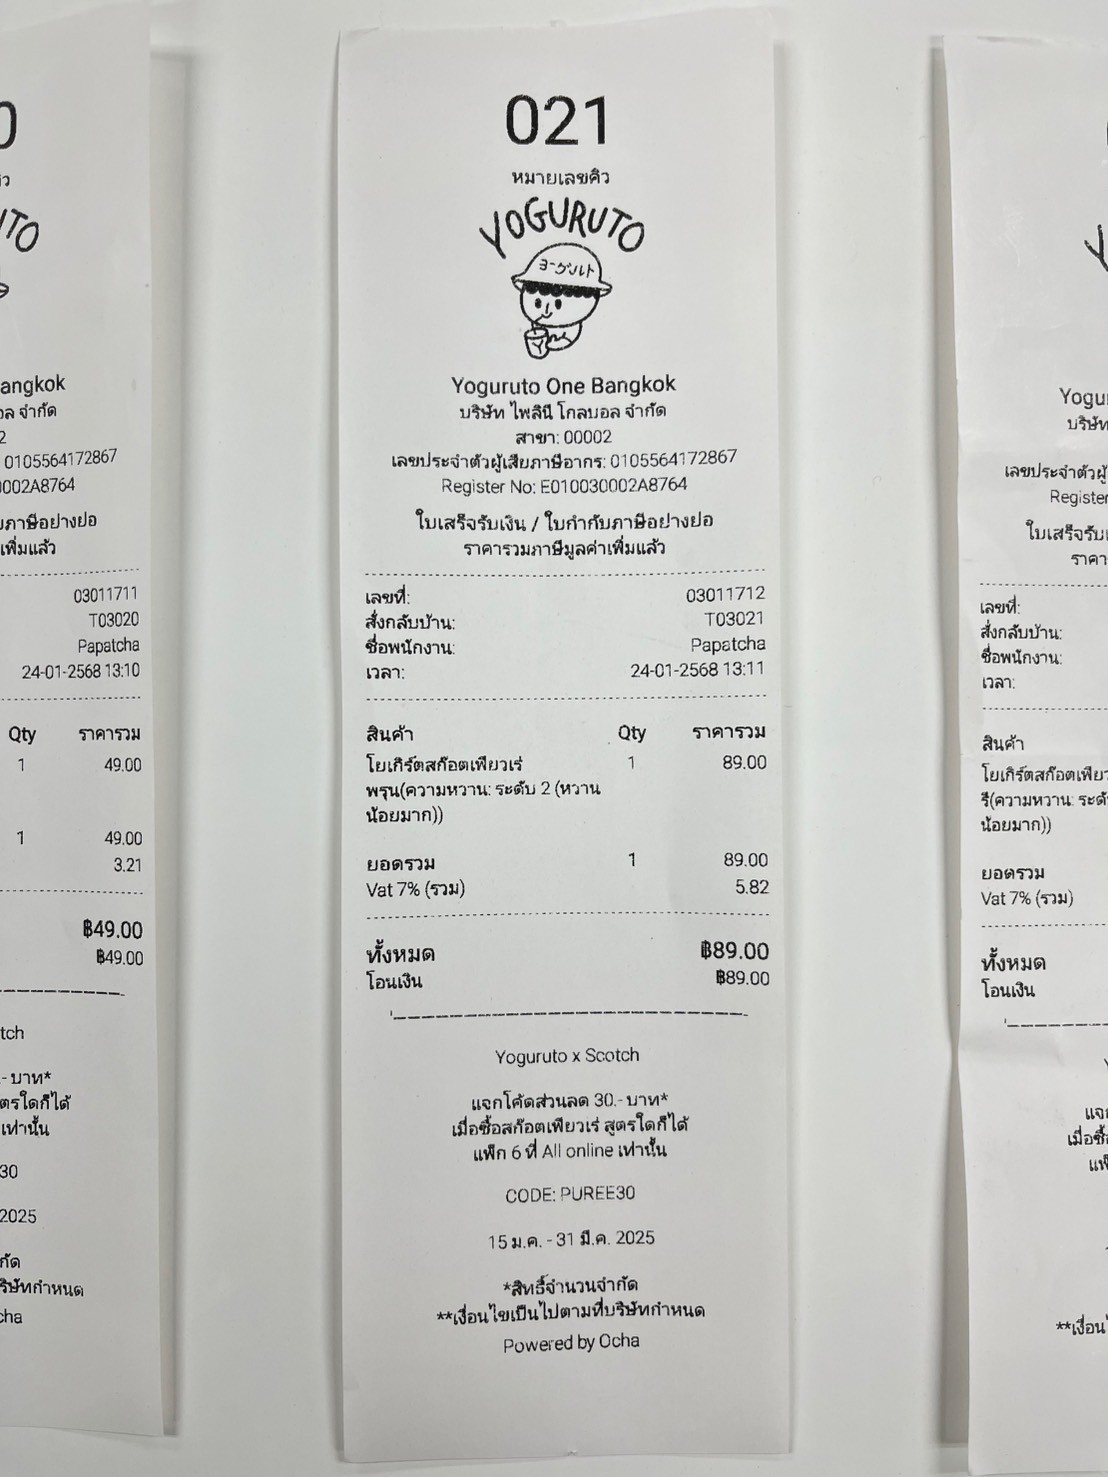 021
หมายเลขคิว
YOGURUTO
ヨーグルト
Yoguruto One Bangkok
บริษัท ไพลินี โกลบอล จำกัด
สาขา: 00002
เลขประจำตัวผู้เสียภาษีอากร: 0105564172867
Register No: E010030002A8764
ใบเสร็จรับเงิน / ใบกำกับภาษีอย่างย่อ
ราคารวมภาษีมูลค่าเพิ่มแล้ว
เลขที่: 03011712
สั่งกลับบ้าน: T03021
ชื่อพนักงาน: Papatcha
เวลา: 24-01-2568 13:11
สินค้า Qty ราคารวม
โยเกิร์ตสก๊อตเพียวเร่ 1 89.00
พรุน(ความหวาน: ระดับ 2 (หวาน
น้อยมาก))
ยอดรวม 1 89.00
Vat 7% (รวม) 5.82
ทั้งหมด ฿89.00
โอนเงิน ฿89.00
Yoguruto x Scotch
แจกโค้ดส่วนลด 30.- บาท*
เมื่อซื้อสก๊อตเพียวเร่ สูตรใดก็ได้
แพ็ก 6 ที่ All online เท่านั้น
CODE: PUREE30
15 ม.ค. - 31 มี.ค. 2025
*สิทธิ์จำนวนจำกัด
**เงื่อนไขเป็นไปตามที่บริษัทกำหนด
Powered by Ocha
angkok
จำกัด
0105564172867
0002A8764
ภาษีอย่างย่อ
เพิ่มแล้ว
03011711
T03020
Papatcha
24-01-2568 13:10
Qty ราคารวม
1 49.00
1 49.00
3.21
฿49.00
฿49.00
tch
.- บาท*
ตรใดก็ได้
เท่านั้น
30
2025
กัด
ริษัทกำหนด
cha
Yogu
บริษัท
เลขประจำตัวผู้
Register
ใบเสร็จรับ
ราคา
เลขที่:
สั่งกลับบ้าน:
ชื่อพนักงาน:
เวลา:
สินค้า
โยเกิร์ตสก๊อตเพียว
รี่(ความหวาน: ระดั
น้อยมาก))
ยอดรวม
Vat 7% (รวม)
ทั้งหมด
โอนเงิน
แจก
เมื่อซื้อ
แพ็
**เงื่อน